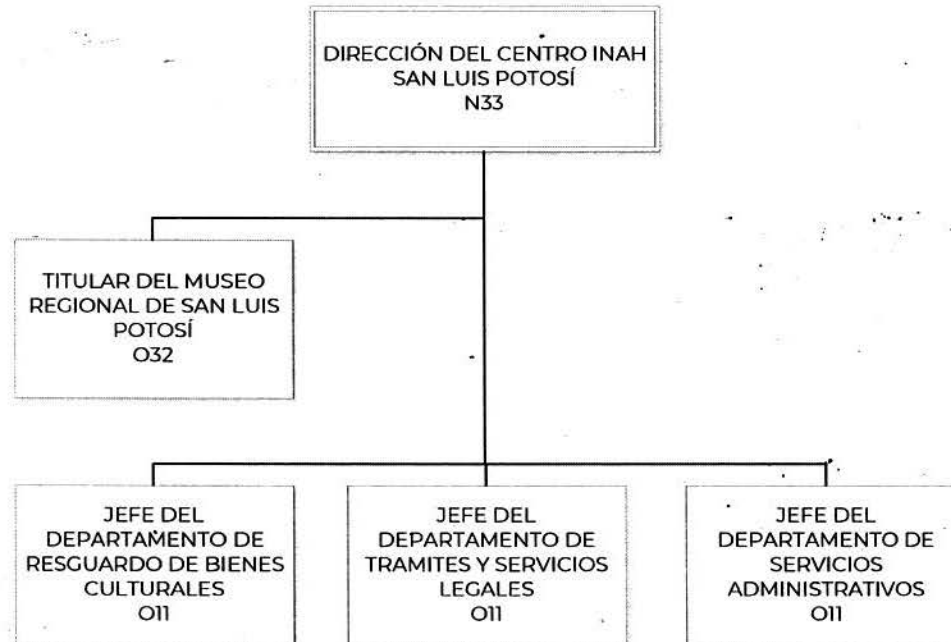 DIRECCIÓN DEL CENTRO INAH
SAN LUIS POTOSÍ
N33
TITULAR DEL MUSEO
REGIONAL DE SAN LUIS
POTOSÍ
O32
JEFE DEL
DEPARTAMENTO DE
RESGUARDO DE BIENES
CULTURALES
O11
JEFE DEL
DEPARTAMENTO DE
TRAMITES Y SERVICIOS
LEGALES
O11
JEFE DEL
DEPARTAMENTO DE
SERVICIOS
ADMINISTRATIVOS
O11